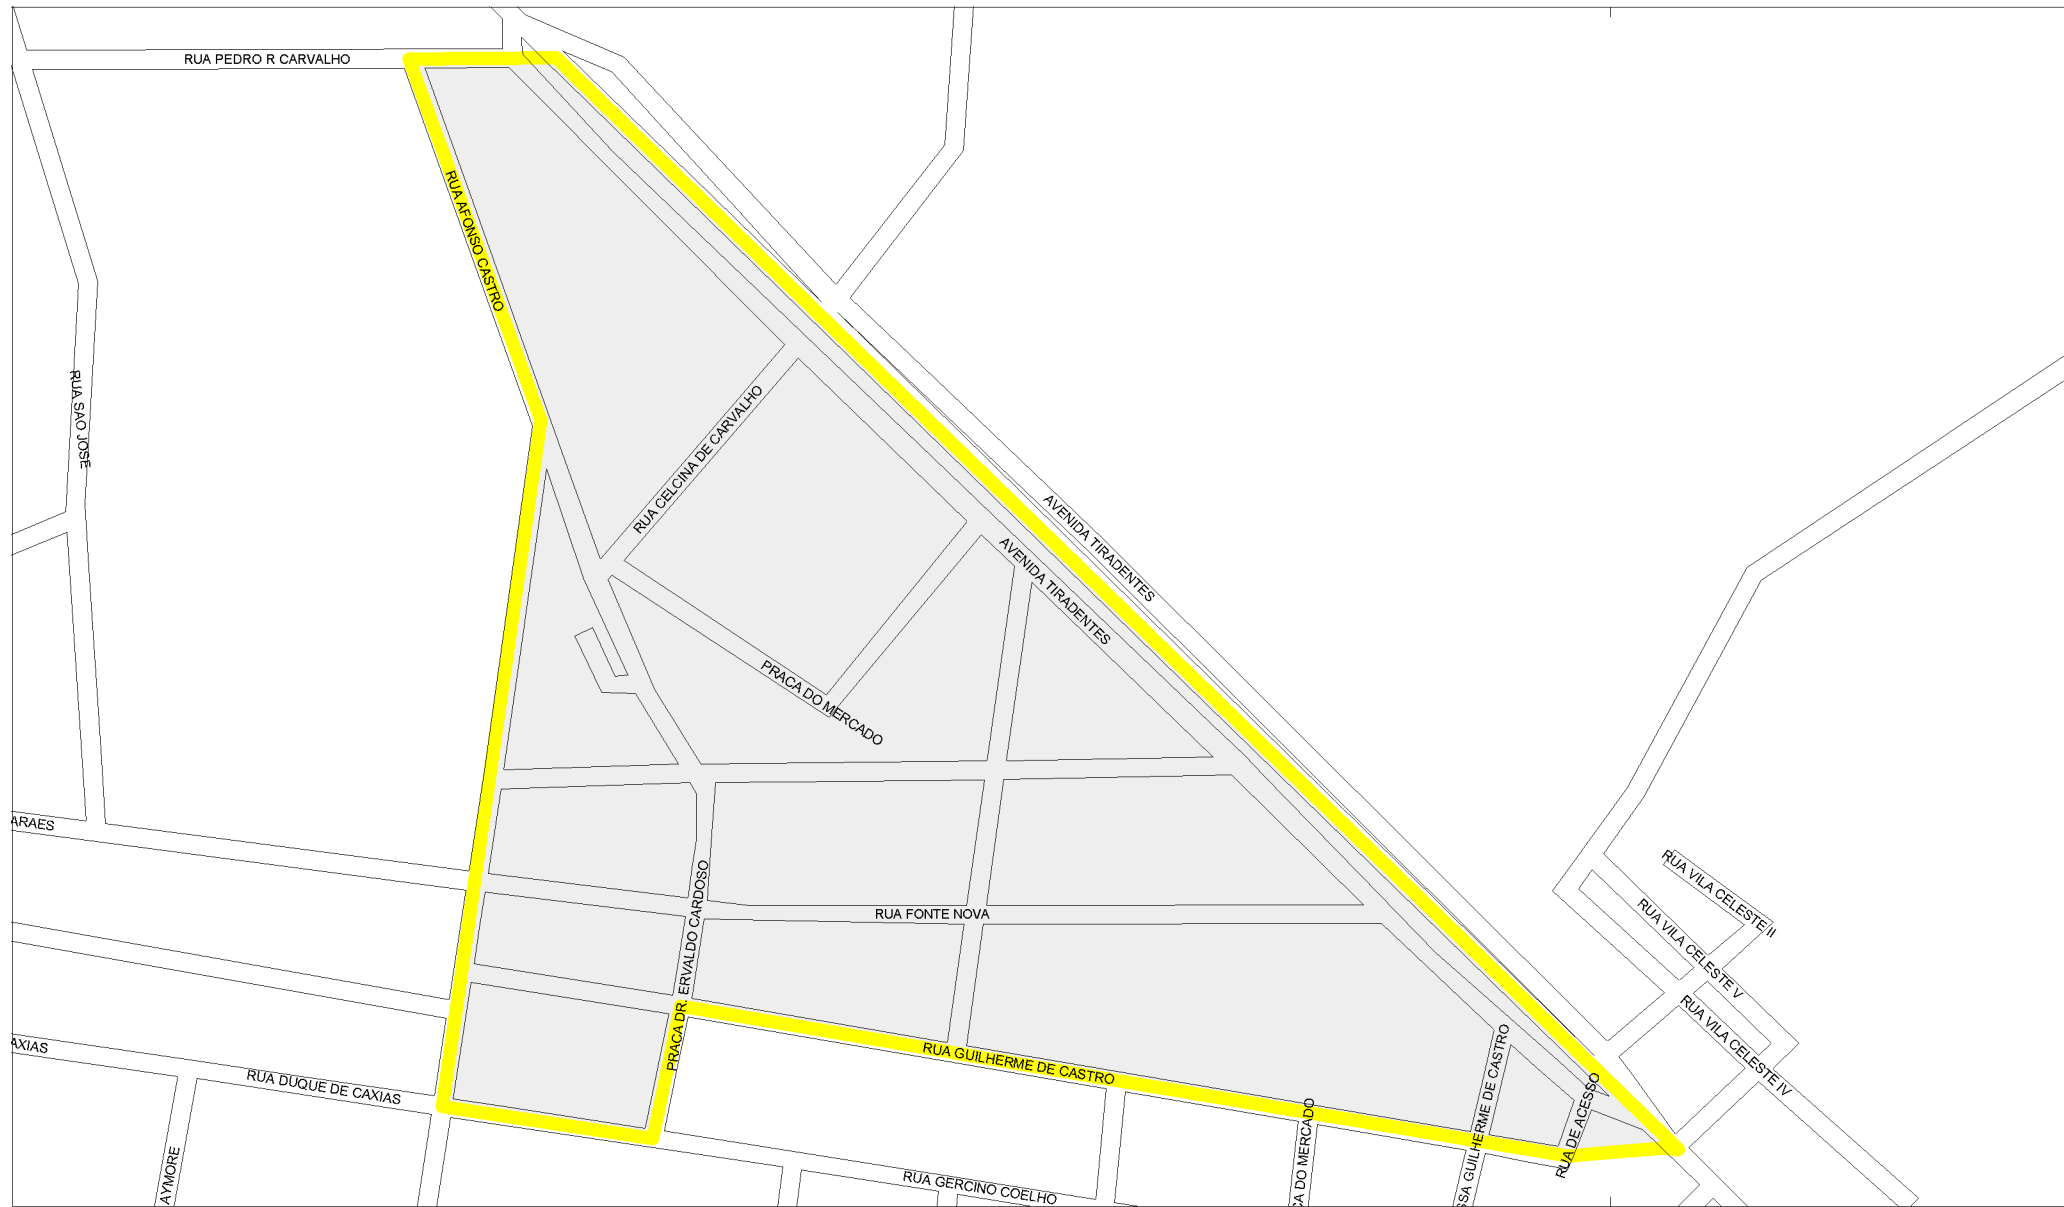 RUA PEDRO R CARVALHO
RUA AFONSO CASTRO
RUA SAO JOSE
RUA CELCINA DE CARVALHO
AVENIDA TIRADENTES
AVENIDA TIRADENTES
PRACA DO MERCADO
ARAES
RUA VILA CELESTE II
RUA VILA CELESTE V
RUA FONTE NOVA
PRACA DR. ERVALDO CARDOSO
RUA VILA CELESTE IV
AXIAS
RUA DUQUE DE CAXIAS
RUA GUILHERME DE CASTRO
SSA GUILHERME DE CASTRO
RUA DE ACESSO
CA DO MERCADO
AYMORE
RUA GERCINO COELHO